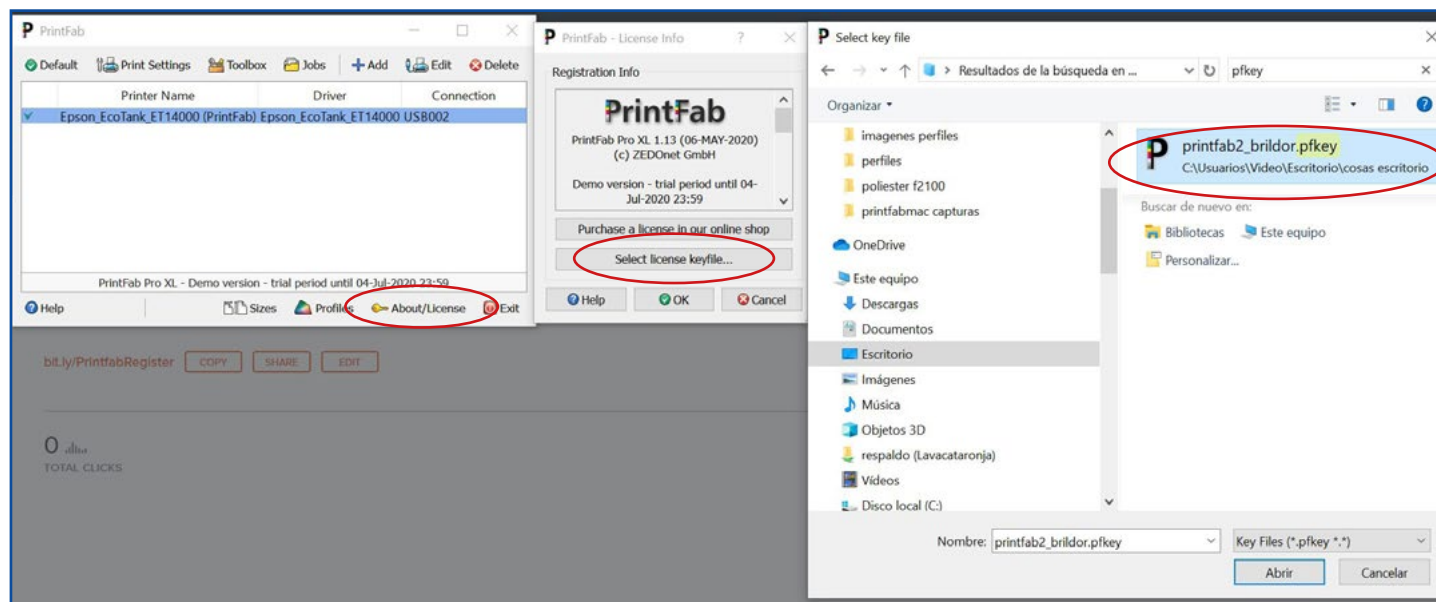 PrintFab
Default Print Settings Toolbox Jobs Add Edit Delete
Printer Name Driver Connection
Epson_EcoTank_ET14000 (PrintFab) Epson_EcoTank_ET14000 USB002
PrintFab Pro XL - Demo version - trial period until 04-Jul-2020 23:59
Help Sizes Profiles About/License Exit
bit.ly/PrintfabRegister COPY SHARE EDIT
0
TOTAL CLICKS
PrintFab - License Info ?
Registration Info
PrintFab
PrintFab Pro XL 1.13 (06-MAY-2020)
(c) ZEDOnet GmbH
Demo version - trial period until 04-
Jul-2020 23:59
Purchase a license in our online shop
Select license keyfile...
Help OK Cancel
Select key file
Resultados de la búsqueda en ... pfkey
Organizar
imagenes perfiles
perfiles
poliester f2100
printfabmac capturas
OneDrive
Este equipo
Descargas
Documentos
Escritorio
Imágenes
Música
Objetos 3D
respaldo (Lavacataronja)
Vídeos
Disco local (C:)
printfab2_brildor.pfkey
C:\Usuarios\Video\Escritorio\cosas escritorio
Buscar de nuevo en:
Bibliotecas Este equipo
Personalizar...
Nombre: printfab2_brildor.pfkey Key Files (*.pfkey *.*)
Abrir Cancelar